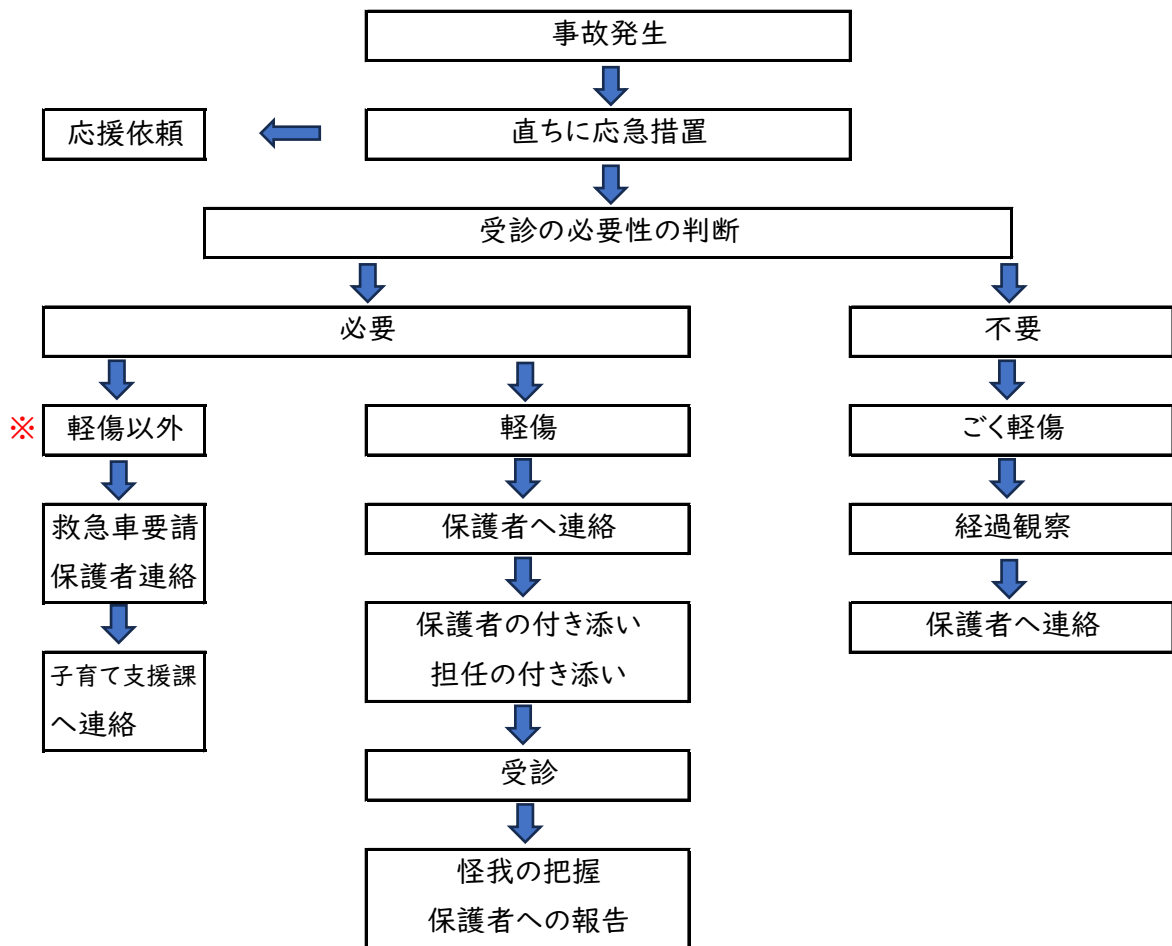 事故発生
応援依頼
直ちに応急措置
受診の必要性の判断
必要
不要
※
軽傷以外
軽傷
ごく軽傷
救急車要請
保護者連絡
保護者へ連絡
経過観察
子育て支援課
へ連絡
保護者の付き添い
担任の付き添い
保護者へ連絡
受診
怪我の把握
保護者への報告